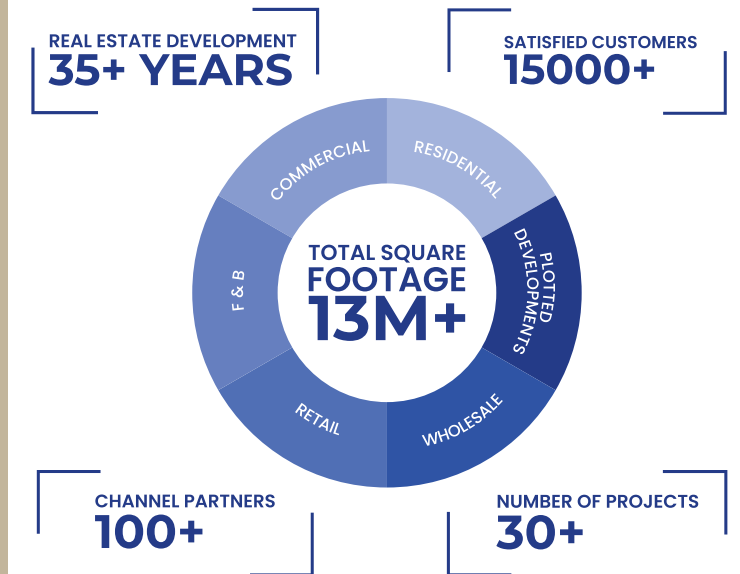 REAL ESTATE DEVELOPMENT
35+ YEARS
SATISFIED CUSTOMERS
15000+
COMMERCIAL
RESIDENTIAL
F & B
TOTAL SQUARE
FOOTAGE
13M+
PLOTTED
DEVELOPMENTS
RETAIL
WHOLESALE
CHANNEL PARTNERS
100+
NUMBER OF PROJECTS
30+